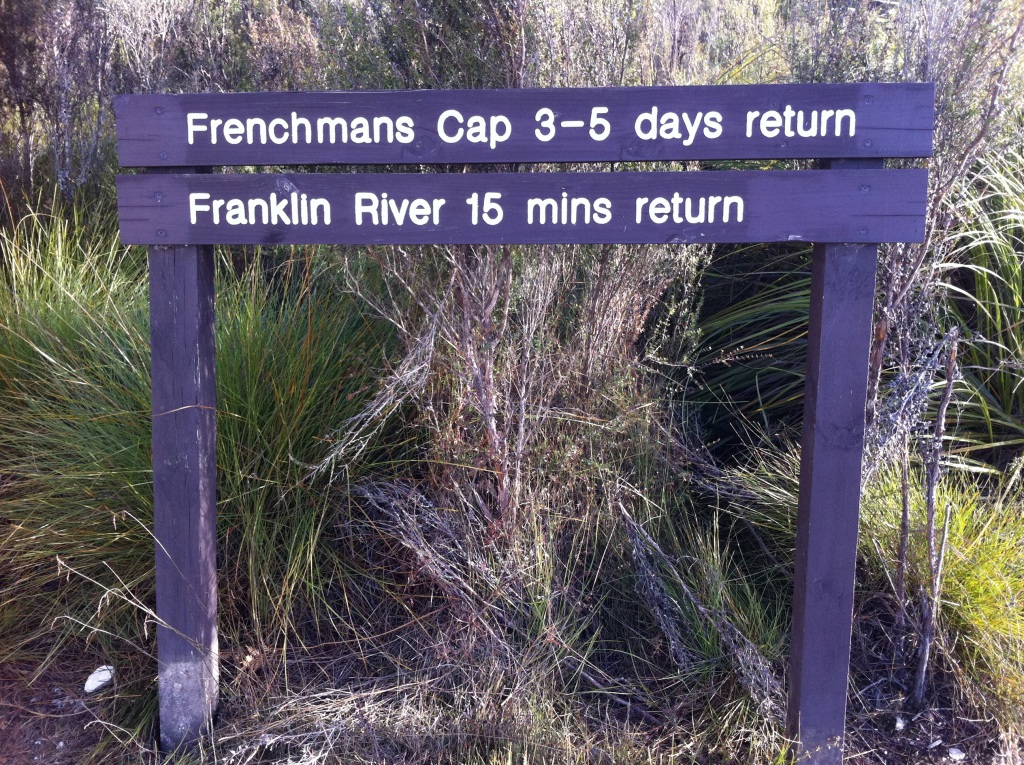 Frenchmans Cap 3-5 days return
Franklin River 15 mins return